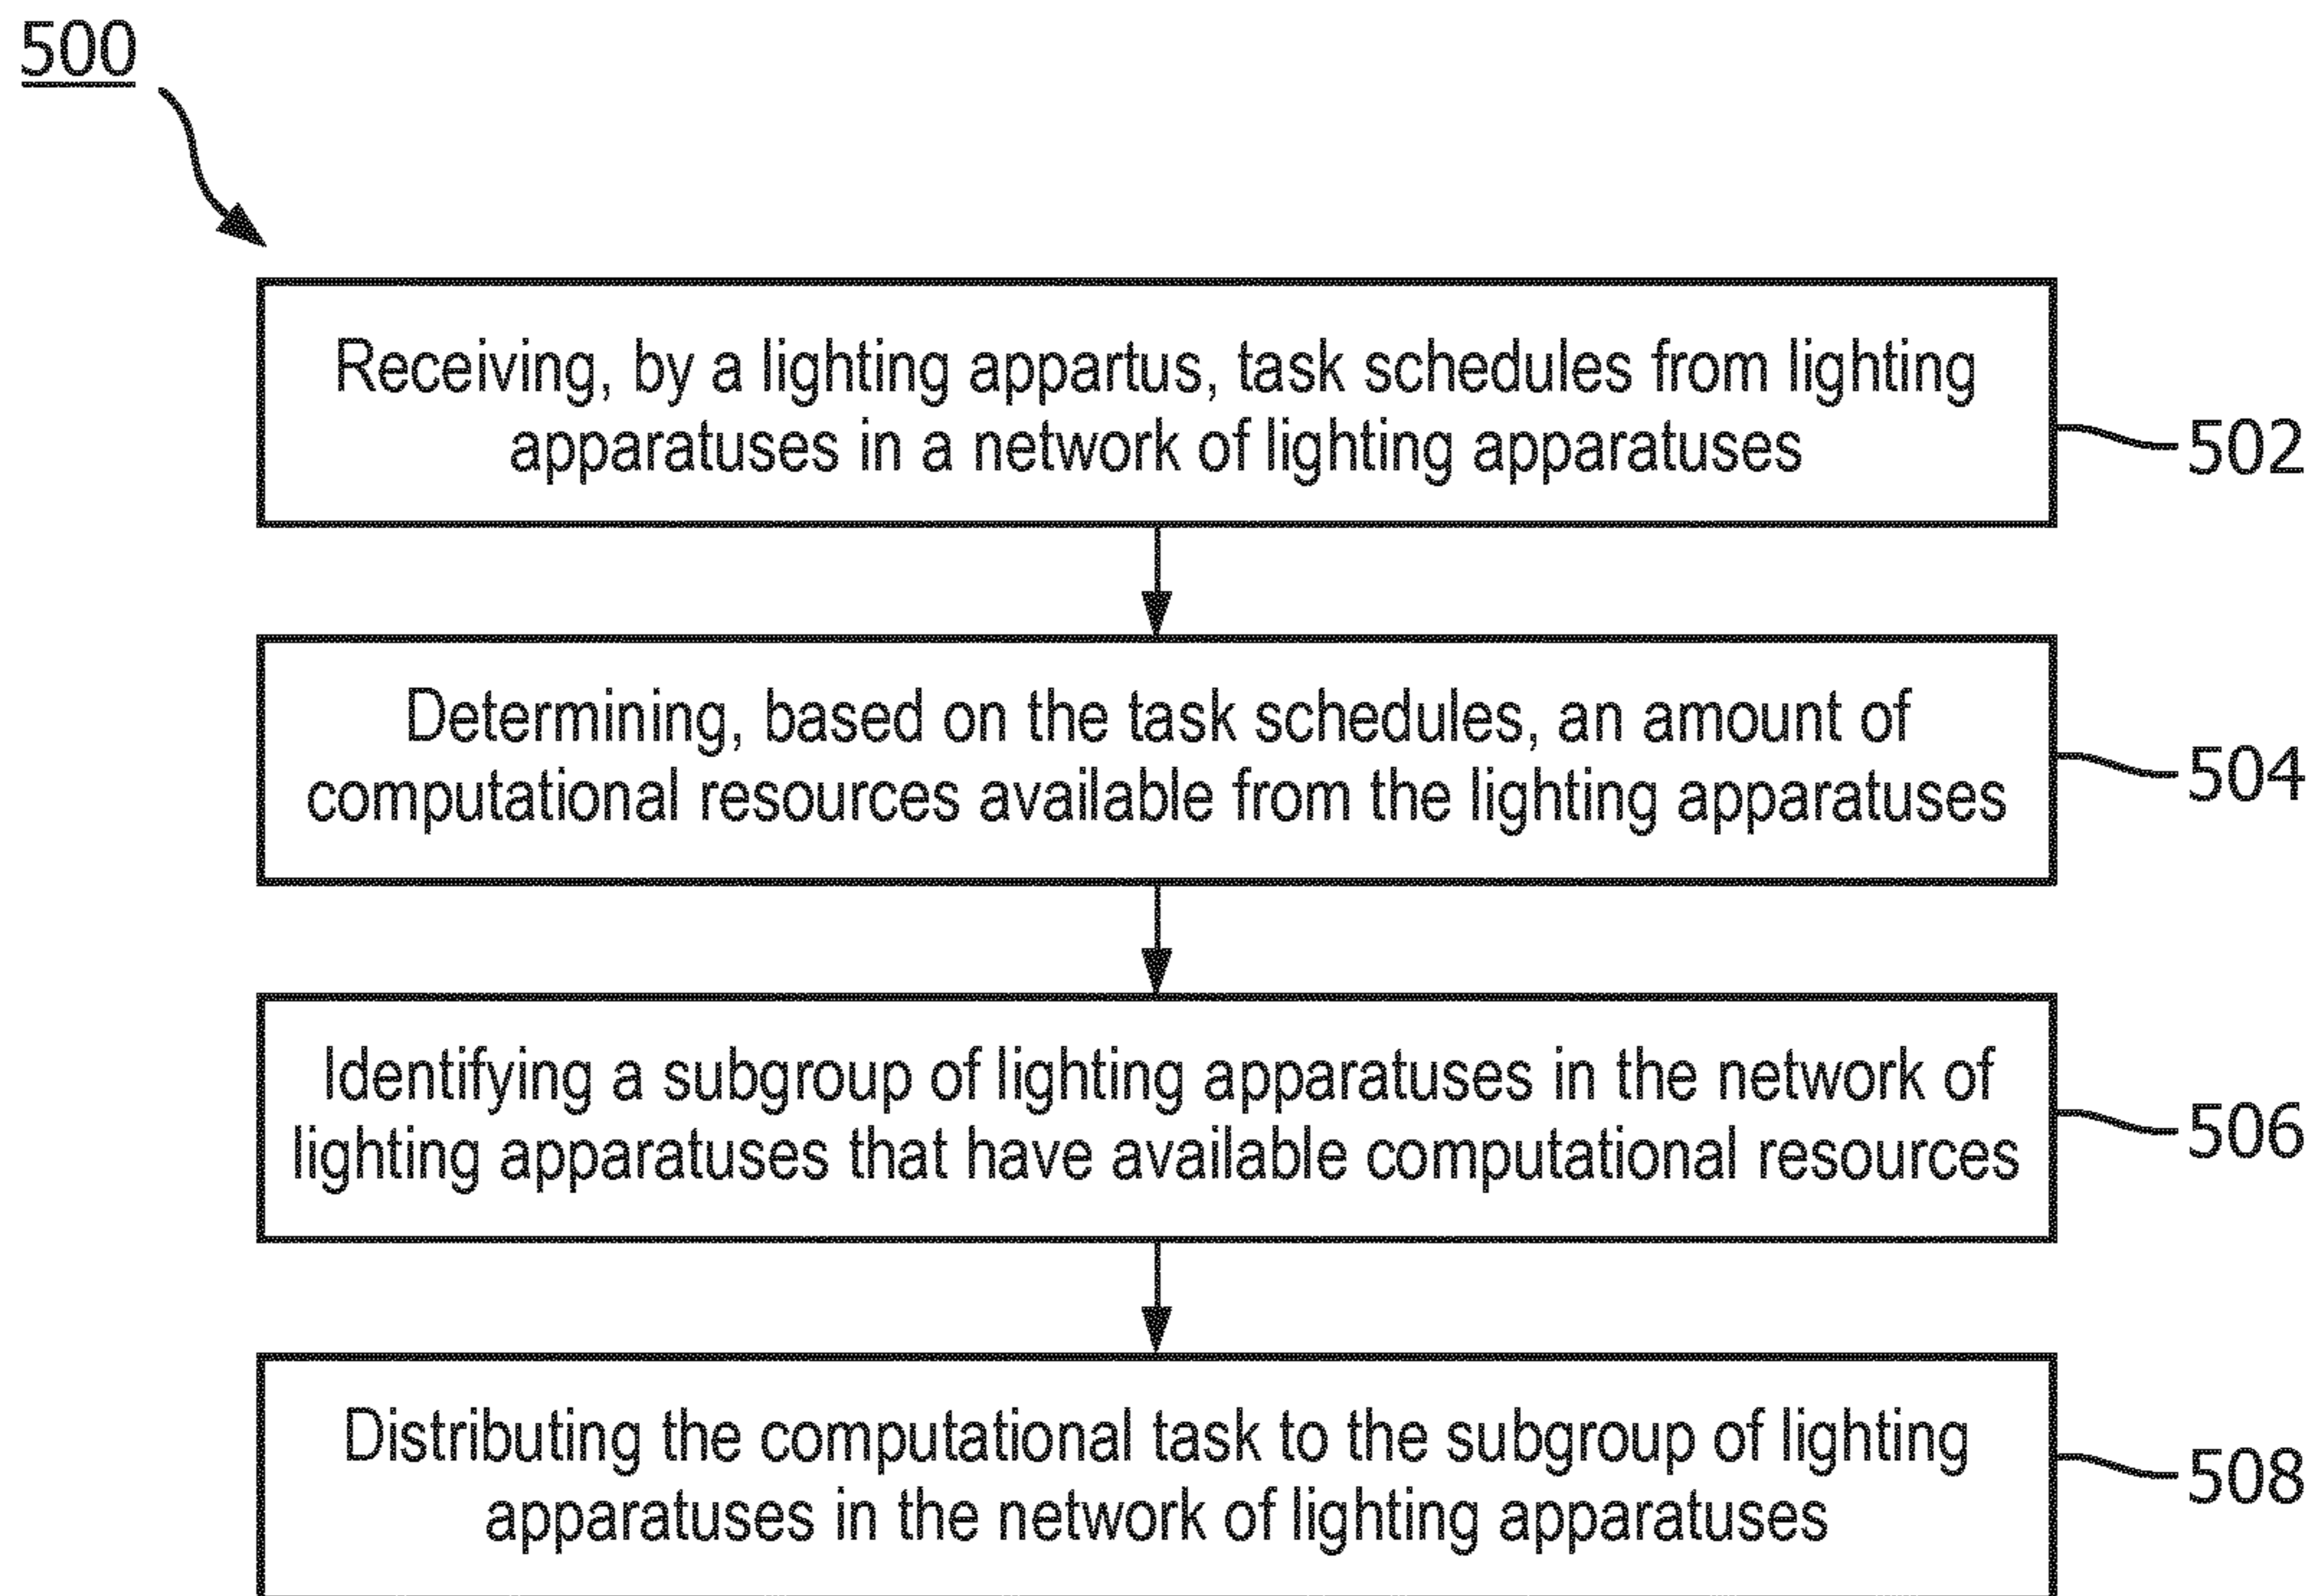 500
Receiving, by a lighting appartus, task schedules from lighting
apparatuses in a network of lighting apparatuses
502
Determining, based on the task schedules, an amount of
computational resources available from the lighting apparatuses
504
Identifying a subgroup of lighting apparatuses in the network of
lighting apparatuses that have available computational resources
506
Distributing the computational task to the subgroup of lighting
apparatuses in the network of lighting apparatuses
508